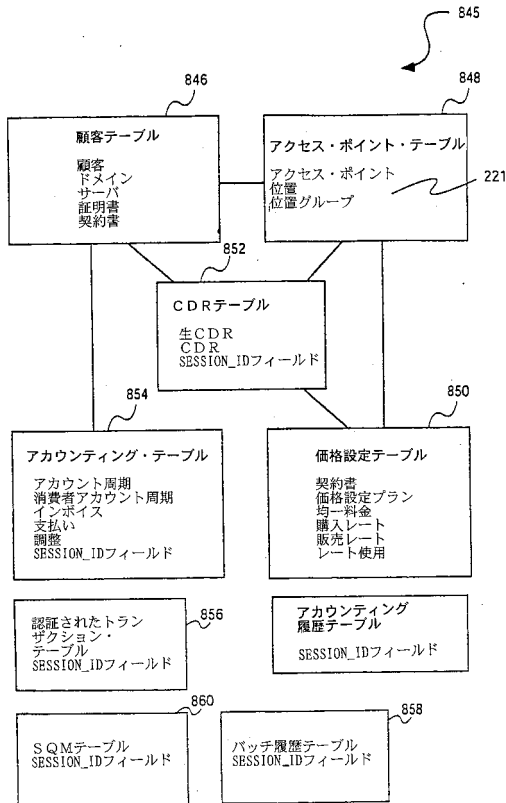 845
846
848
顧客テーブル
顧客
ドメイン
サーバ
証明書
契約書
アクセス・ポイント・テーブル
アクセス・ポイント
位置
位置グループ
221
852
CDRテーブル
生CDR
CDR
SESSION_IDフィールド
854
850
アカウンティング・テーブル
アカウント周期
消費者アカウント周期
インボイス
支払い
調整
SESSION_IDフィールド
価格設定テーブル
契約書
価格設定プラン
均一料金
購入レート
販売レート
レート使用
認証されたトラン
ザクション・
テーブル
SESSION_IDフィールド
856
アカウンティング
履歴テーブル
SESSION_IDフィールド
860
SQMテーブル
SESSION_IDフィールド
858
バッチ履歴テーブル
SESSION_IDフィールド